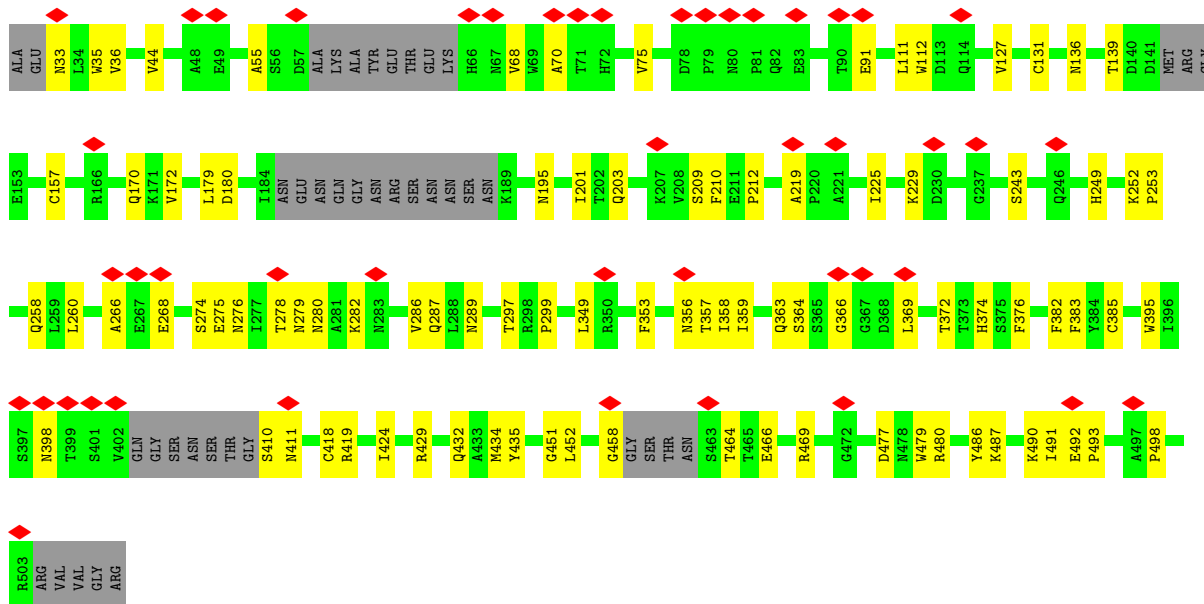 ALA GLU N33 L34 W35 V36 V44 A48 E49 A55 S56 D57 ALA LYS ALA TYR GLU THR GLU LYS H66 N67 V68 W69 A70 T71 H72 V75 D78 P79 N80 P81 Q82 E83 T90 E91 L111 W112 D113 Q114 V127 C131 N136 T139 D140 D141 MET ARG GLY
E153 C157 R166 Q170 K171 V172 L179 D180 I184 ASN GLU ASN GLN GLY ASN ARG SER ASN ASN SER ASN K189 N195 I201 T202 Q203 K207 V208 S209 F210 E211 P212 A219 P220 A221 I225 K229 D230 G237 S243 Q246 H249 K252 P253
Q258 L259 L260 A266 E267 E268 S274 E275 N276 I277 T278 N279 N280 A281 K282 N283 V286 Q287 L288 N289 T297 R298 P299 L349 R350 F353 N356 T357 I358 I359 Q363 S364 S365 G366 G367 D368 L369 T372 T373 H374 S375 F376 F382 F383 Y384 C385 W395 I396
S397 N398 T399 S401 V402 GLN GLY SER ASN SER THR GLY S410 N411 C418 R419 I424 R429 Q432 A433 M434 Y435 G451 L452 G458 GLY SER THR ASN S463 T464 T465 E466 R469 G472 D477 N478 W479 R480 Y486 K487 K490 I491 E492 P493 A497 P498
R503 ARG VAL VAL GLY ARG